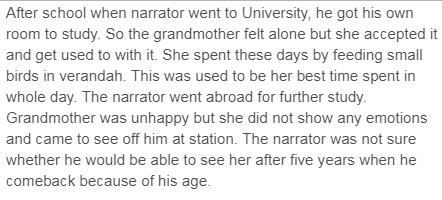 After school when narrator went to University, he got his own
room to study. So the grandmother felt alone but she accepted it
and get used to with it. She spent these days by feeding small
birds in verandah. This was used to be her best time spent in
whole day. The narrator went abroad for further study.
Grandmother was unhappy but she did not show any emotions
and came to see off him at station. The narrator was not sure
whether he would be able to see her after five years when he
comeback because of his age.